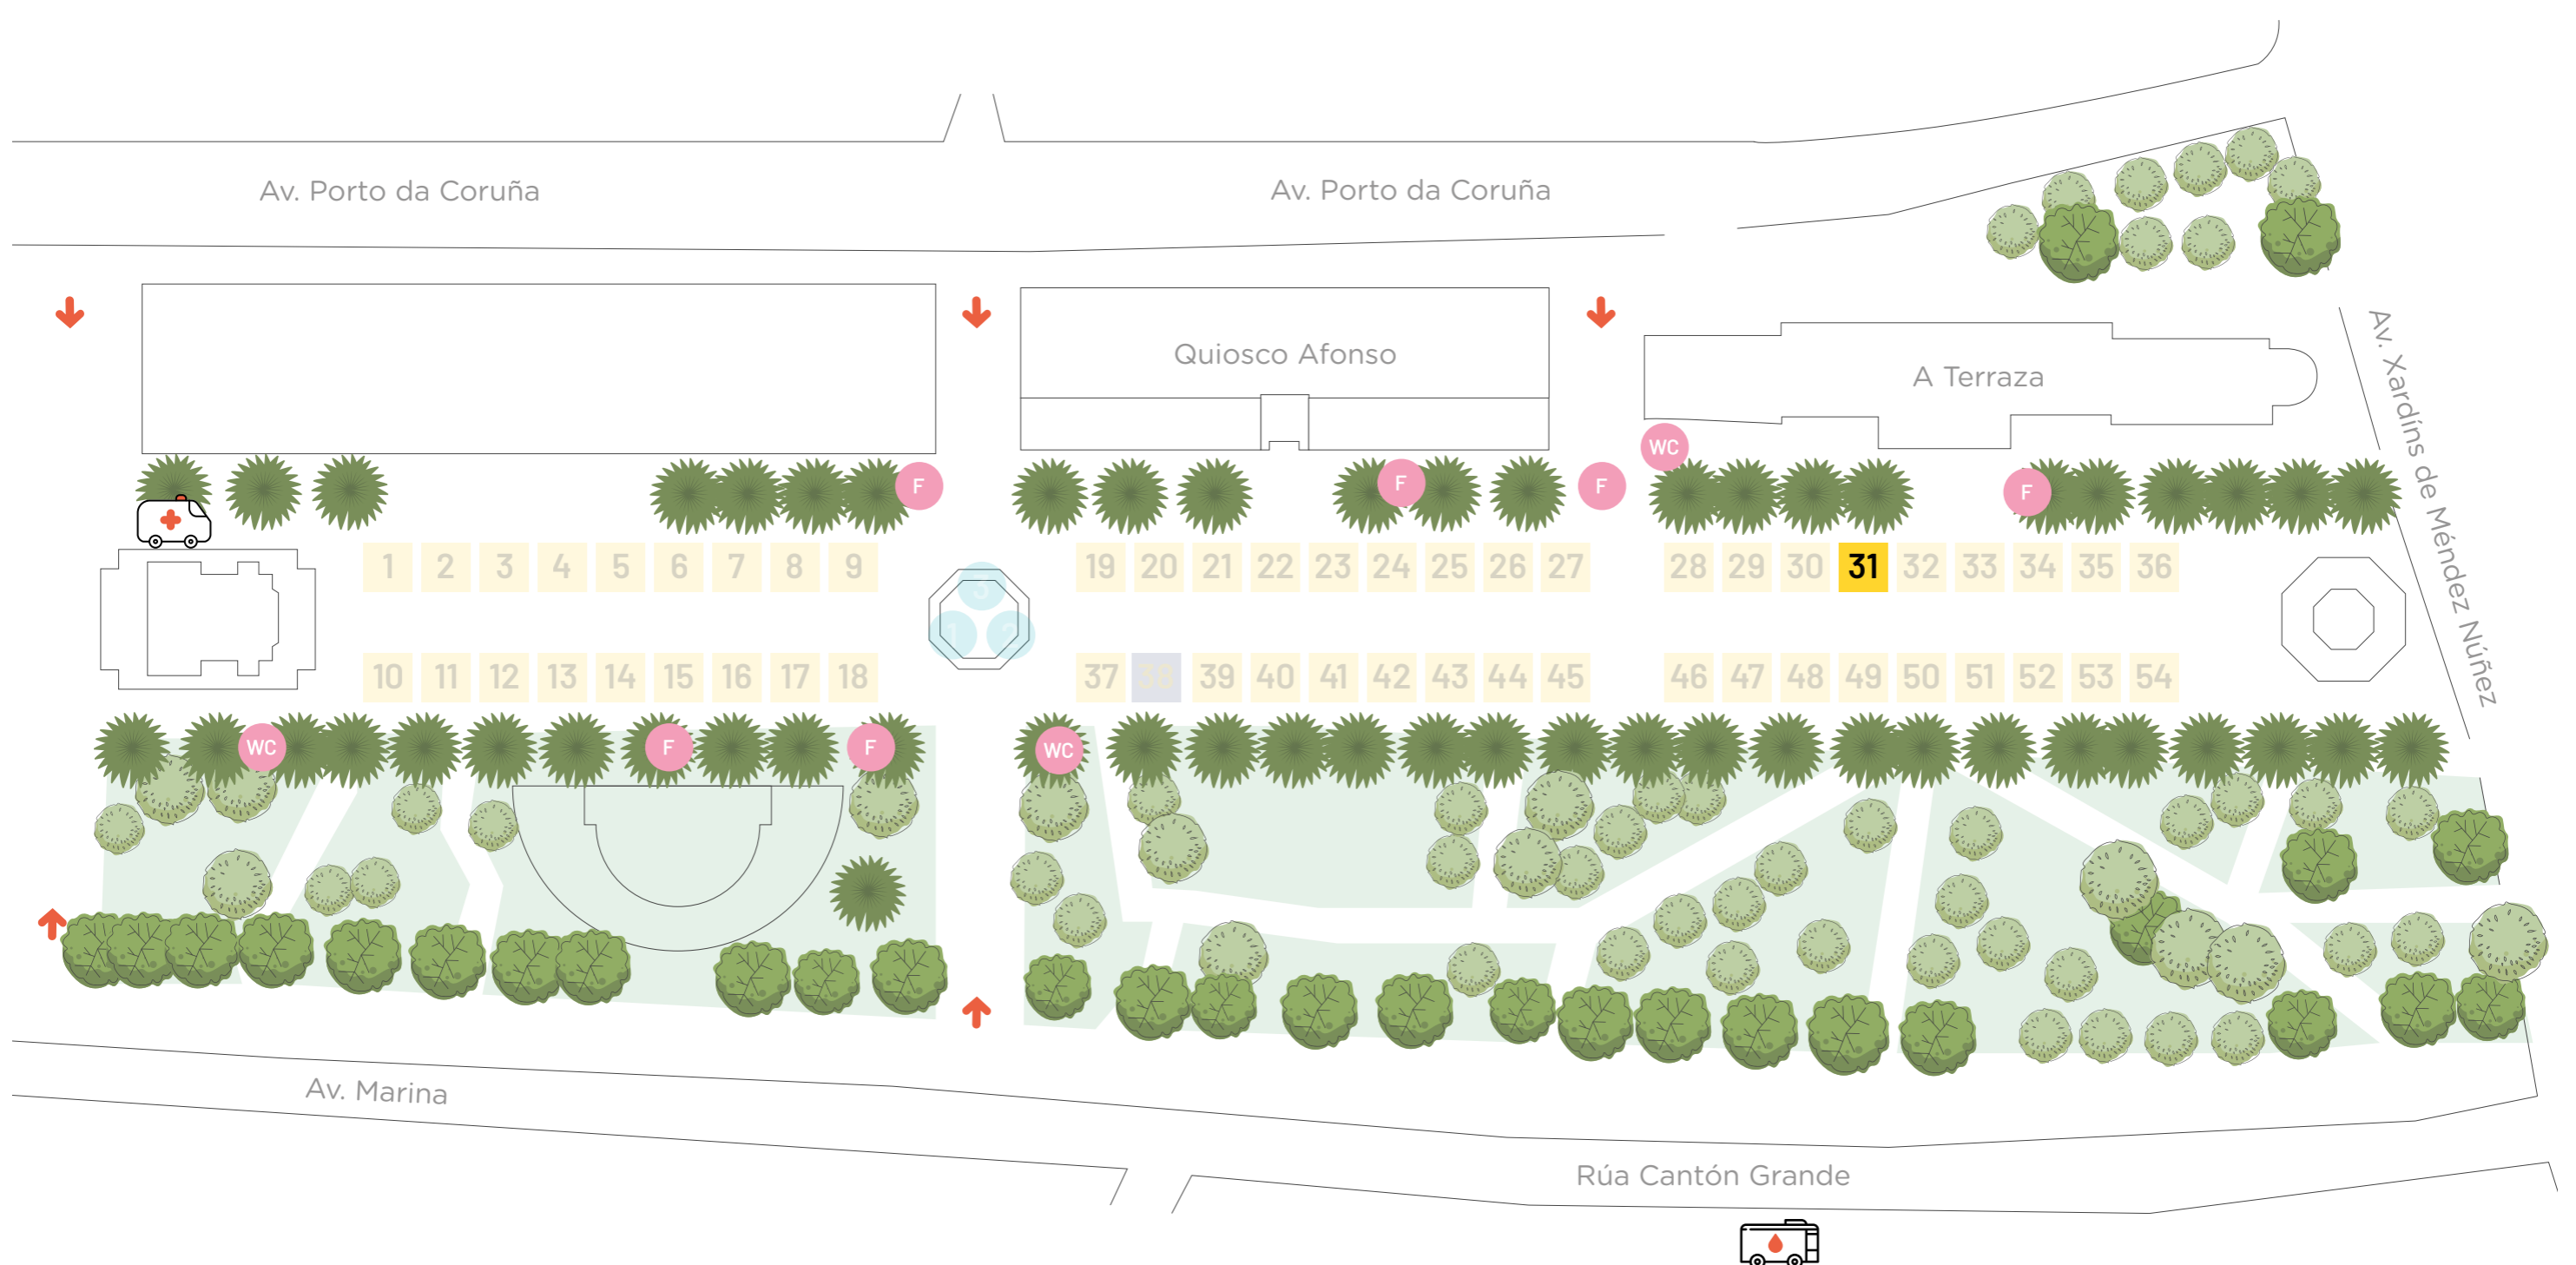 Av. Porto da Coruña
Av. Porto da Coruña
Quiosco Afonso
A Terraza
Av. Xardíns de Méndez Núñez
WC
F
F
F
F
1 2 3 4 5 6 7 8 9
19 20 21 22 23 24 25 26 27
28 29 30 31 32 33 34 35 36
3
1 2
10 11 12 13 14 15 16 17 18
37 38 39 40 41 42 43 44 45
46 47 48 49 50 51 52 53 54
WC
F
F
WC
Av. Marina
Rúa Cantón Grande